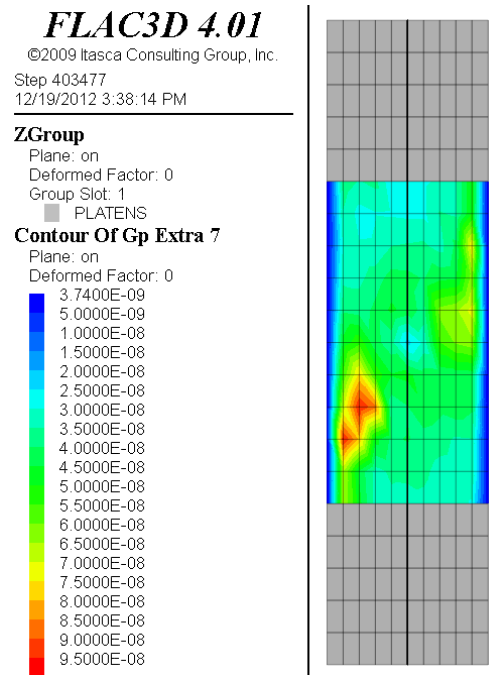 FLAC3D 4.01
©2009 Itasca Consulting Group, Inc.
Step 403477
12/19/2012 3:38:14 PM
ZGroup
Plane: on
Deformed Factor: 0
Group Slot: 1
PLATENS
Contour Of Gp Extra 7
Plane: on
Deformed Factor: 0
3.7400E-09
5.0000E-09
1.0000E-08
1.5000E-08
2.0000E-08
2.5000E-08
3.0000E-08
3.5000E-08
4.0000E-08
4.5000E-08
5.0000E-08
5.5000E-08
6.0000E-08
6.5000E-08
7.0000E-08
7.5000E-08
8.0000E-08
8.5000E-08
9.0000E-08
9.5000E-08